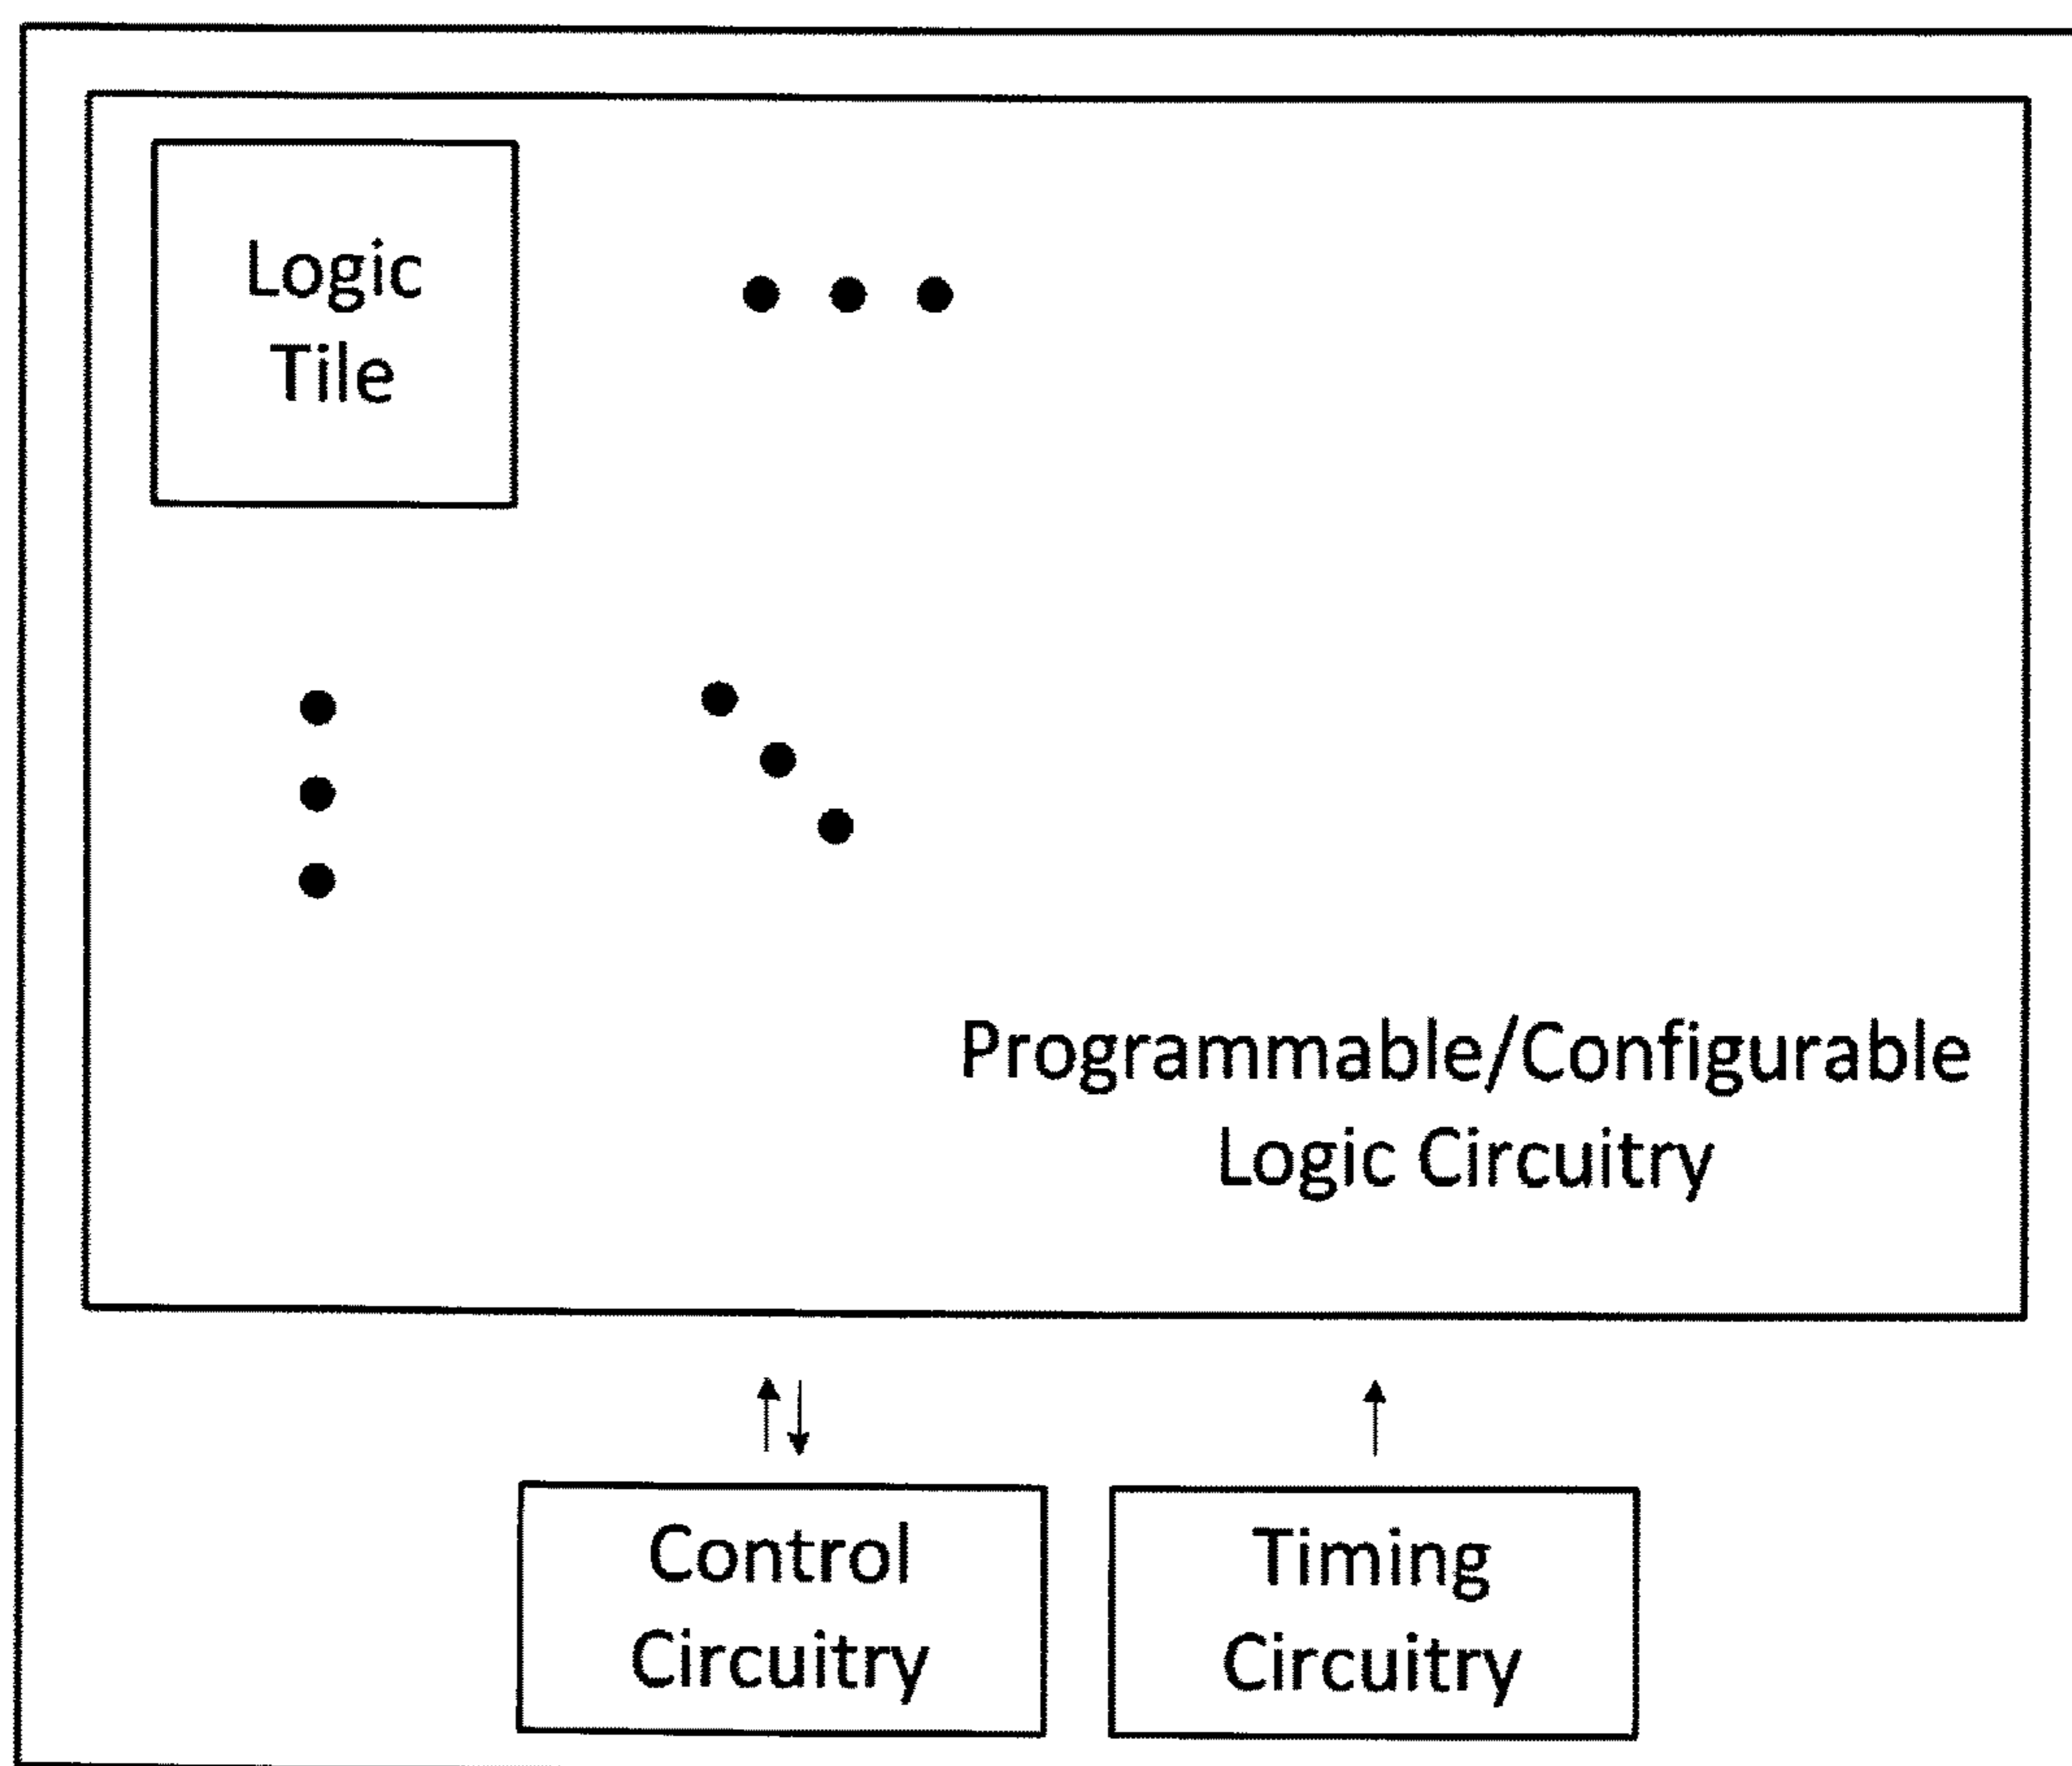 Logic
Tile
Programmable/Configurable
Logic Circuitry
Control
Circuitry
Timing
Circuitry